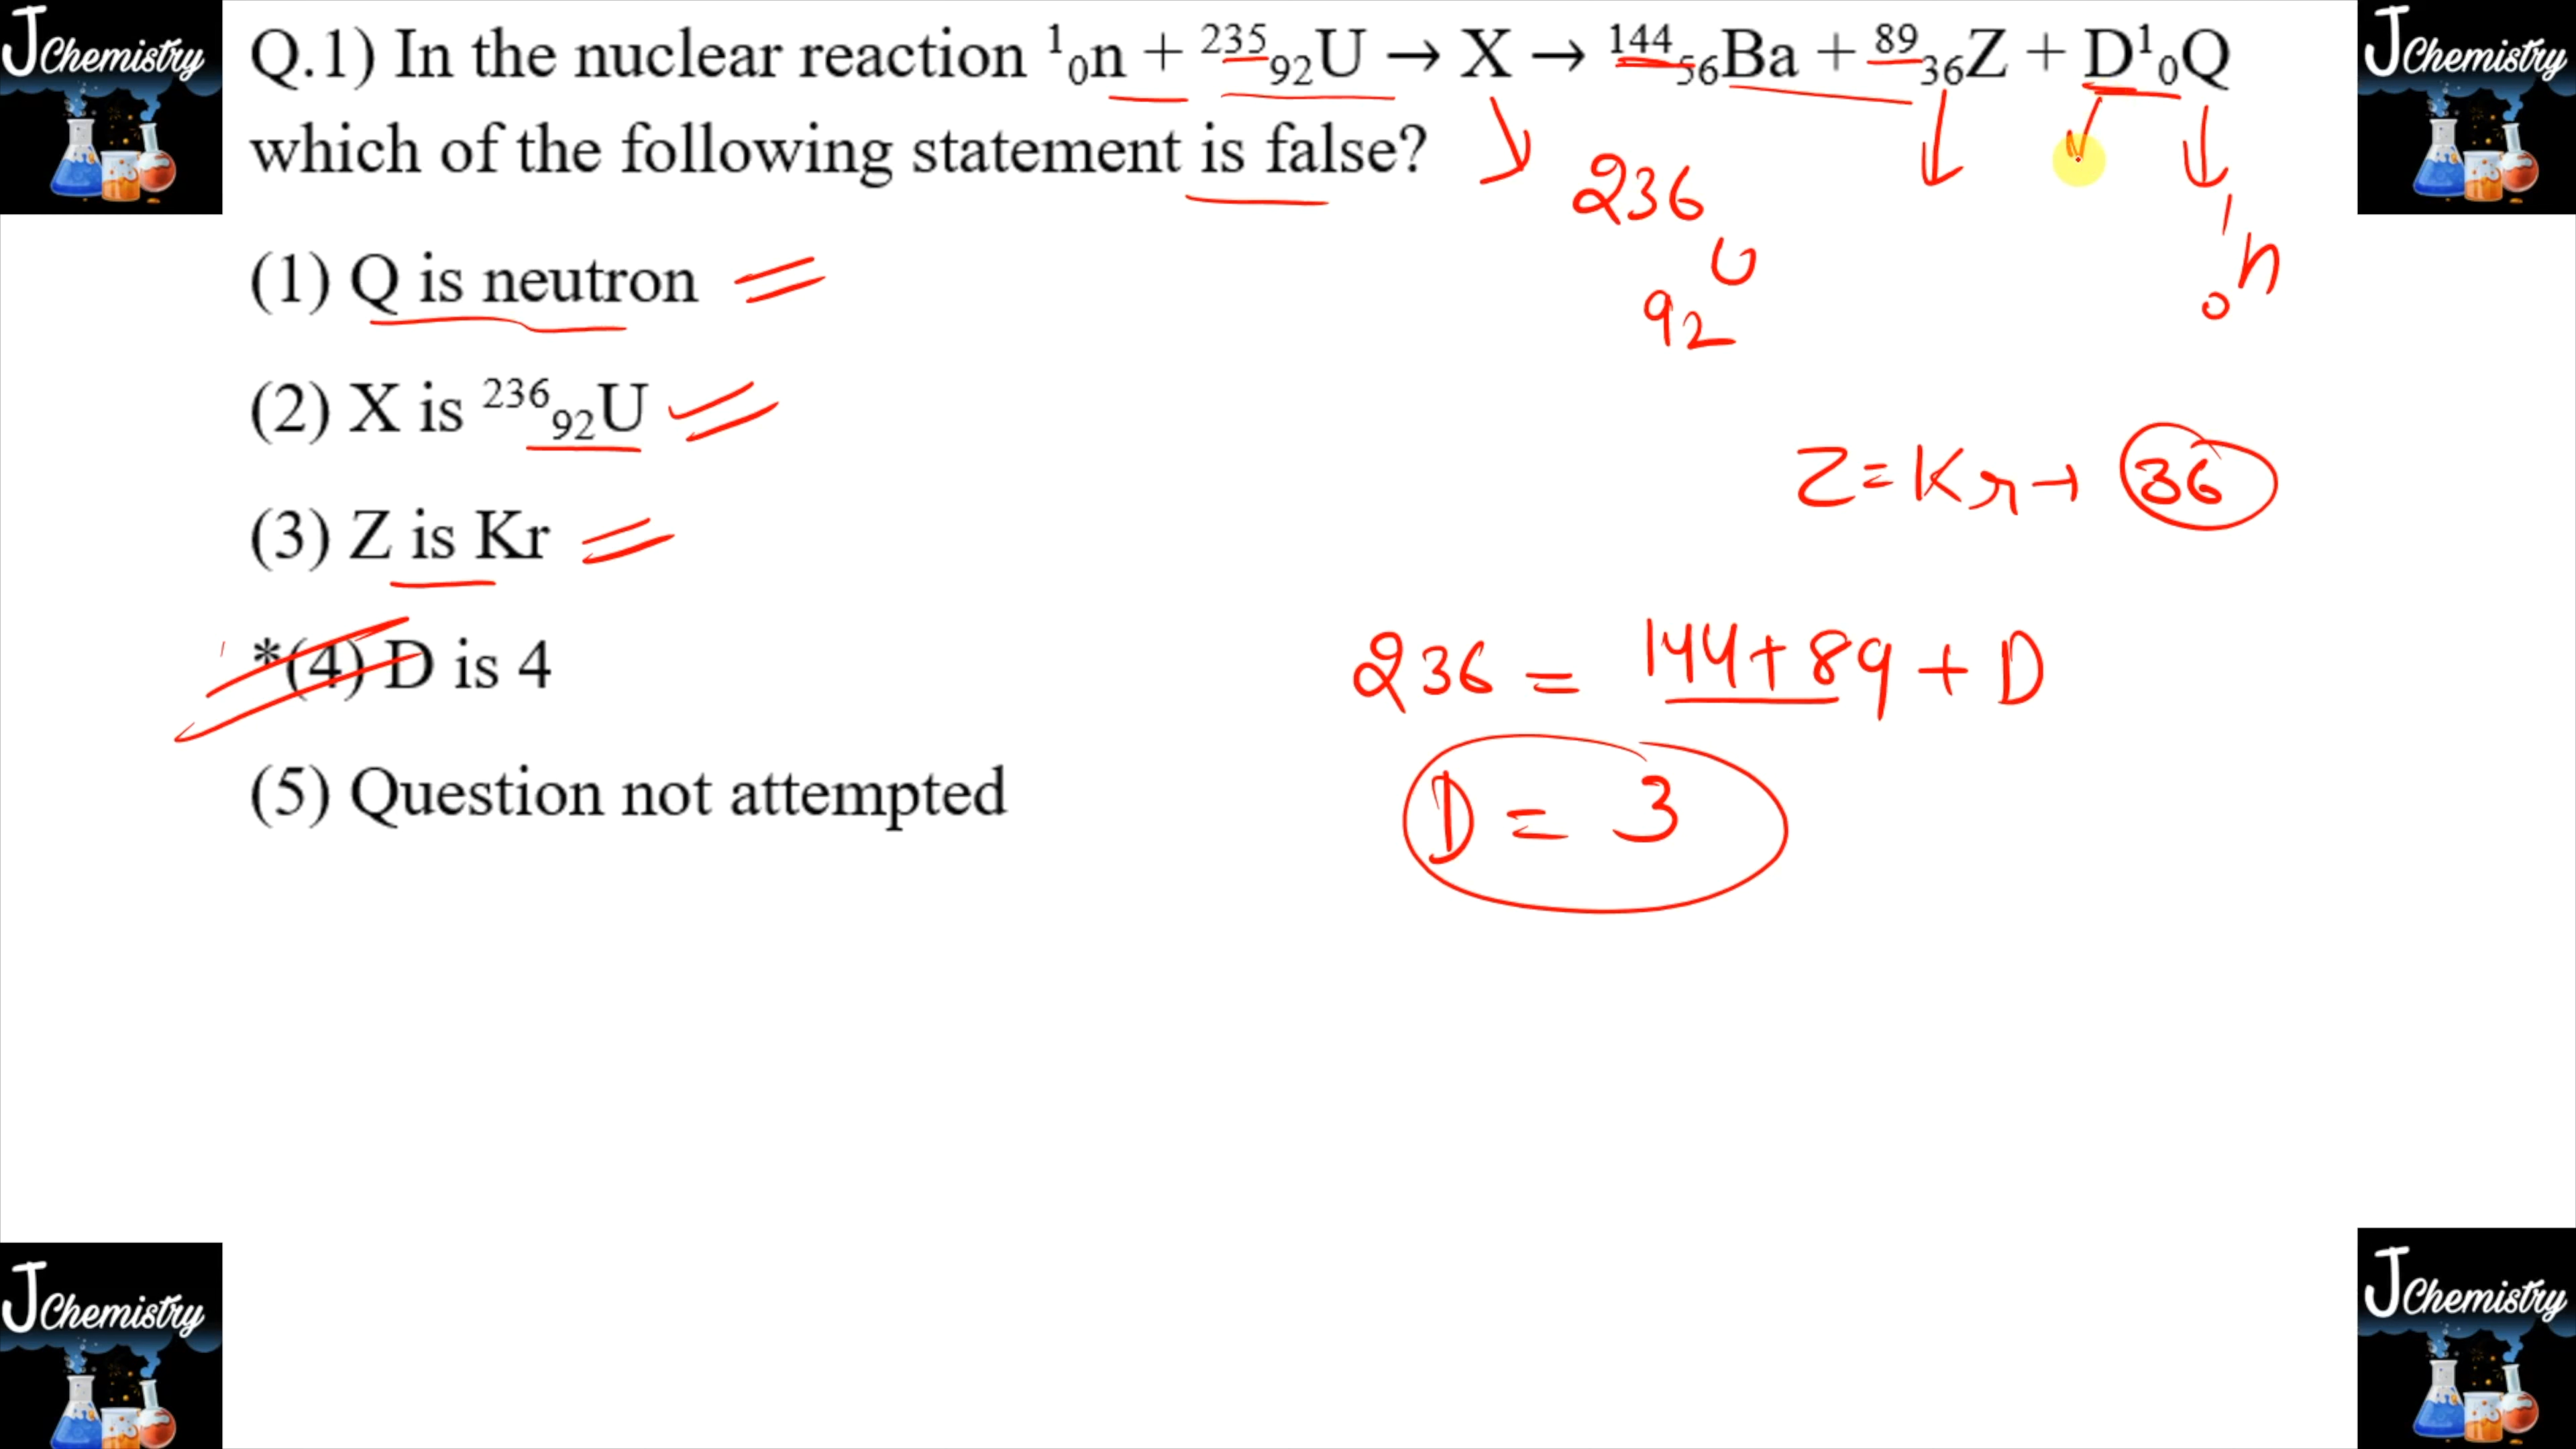 JChemistry
JChemistry
Q.1) In the nuclear reaction ¹₀n + ²³⁵₉₂U → X → ¹⁴⁴₅₆Ba + ⁸⁹₃₆Z + D¹₀Q
which of the following statement is false?
236
92 U
1
0 n
(1) Q is neutron
(2) X is ²³⁶₉₂U
Z = Kr → 36
(3) Z is Kr
*(4) D is 4
236 = 144 + 89 + D
D = 3
(5) Question not attempted
JChemistry
JChemistry